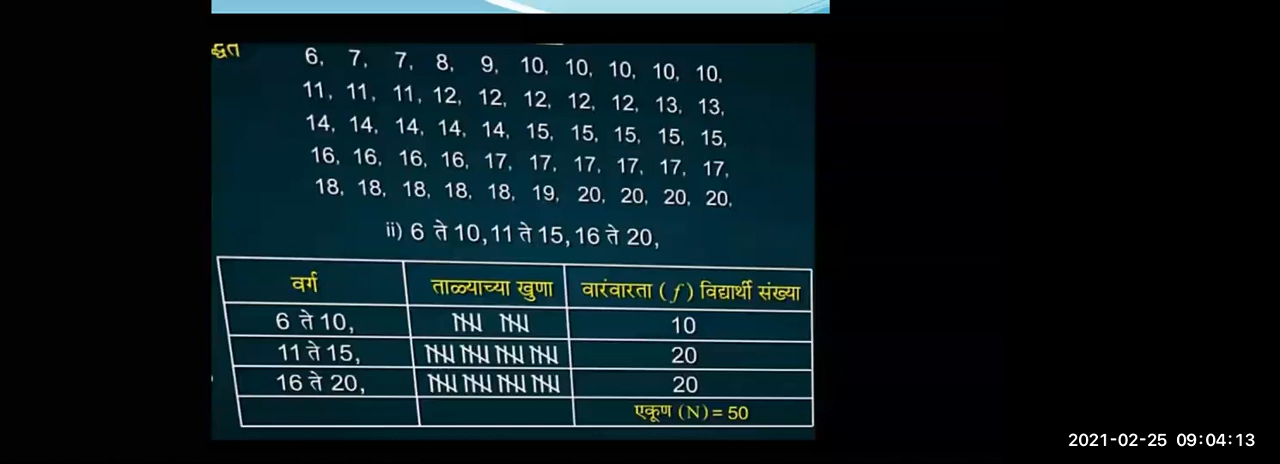 6, 7, 7, 8, 9, 10, 10, 10, 10, 10,
11, 11, 11, 12, 12, 12, 12, 12, 13, 13,
14, 14, 14, 14, 14, 15, 15, 15, 15, 15,
16, 16, 16, 16, 17, 17, 17, 17, 17, 17,
18, 18, 18, 18, 18, 19, 20, 20, 20, 20,
ii) 6 ते 10, 11 ते 15, 16 ते 20,
वर्ग ताळ्याच्या खुणा वारंवारता (f) विद्यार्थी संख्या
6 ते 10, 10
11 ते 15, 20
16 ते 20, 20
एकूण (N) = 50
2021-02-25 09:04:13